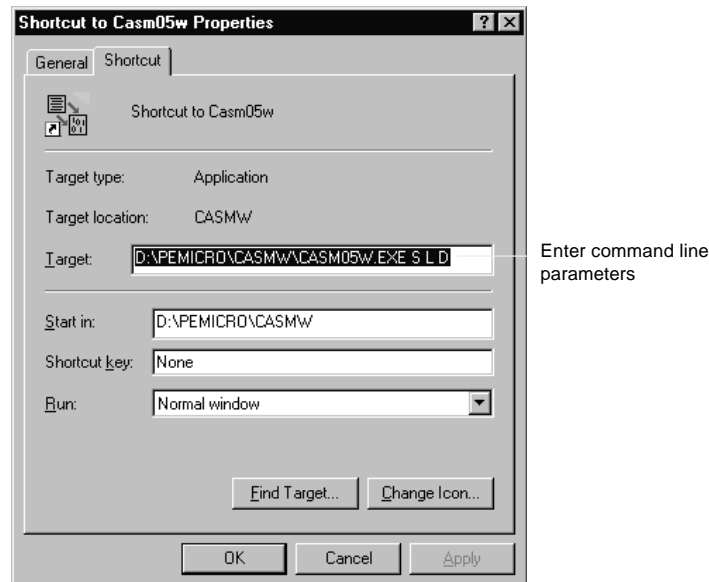 Shortcut to Casm05w Properties
General
Shortcut
Shortcut to Casm05w
Target type: Application
Target location: CASMW
Target: D:\PEMICRO\CASMW\CASM05W.EXE S L D
Enter command line
parameters
Start in: D:\PEMICRO\CASMW
Shortcut key: None
Run: Normal window
Find Target... Change Icon...
OK Cancel Apply